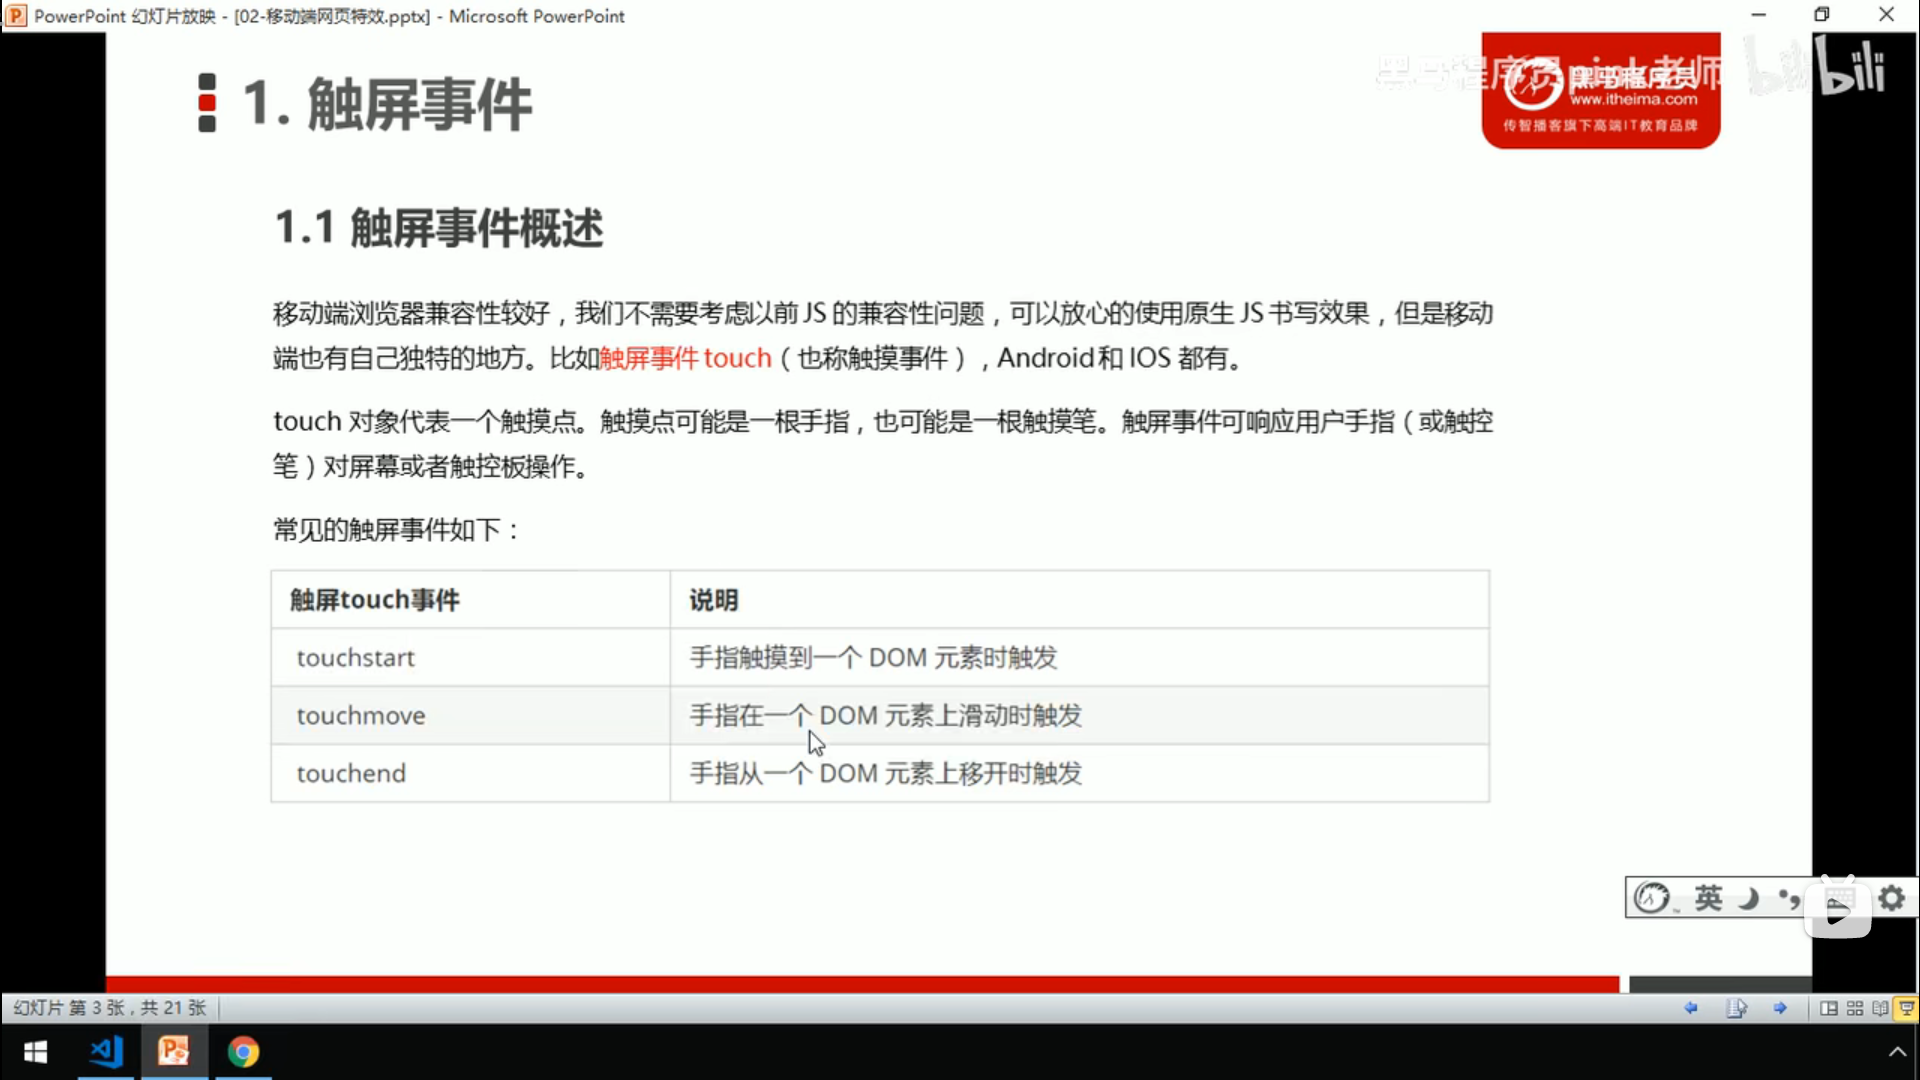 PowerPoint 幻灯片放映 - [02-移动端网页特效.pptx] - Microsoft PowerPoint
黑马程序员pink老师
bilibili
黑马程序员
www.itheima.com
传智播客旗下高端IT教育品牌
1. 触屏事件
1.1 触屏事件概述
移动端浏览器兼容性较好，我们不需要考虑以前 JS 的兼容性问题，可以放心的使用原生 JS 书写效果，但是移动
端也有自己独特的地方。比如触屏事件 touch（也称触摸事件），Android和 IOS 都有。
touch 对象代表一个触摸点。触摸点可能是一根手指，也可能是一根触摸笔。触屏事件可响应用户手指（或触控
笔）对屏幕或者触控板操作。
常见的触屏事件如下：
触屏touch事件 说明
touchstart 手指触摸到一个 DOM 元素时触发
touchmove 手指在一个 DOM 元素上滑动时触发
touchend 手指从一个 DOM 元素上移开时触发
英
幻灯片 第 3 张，共 21 张